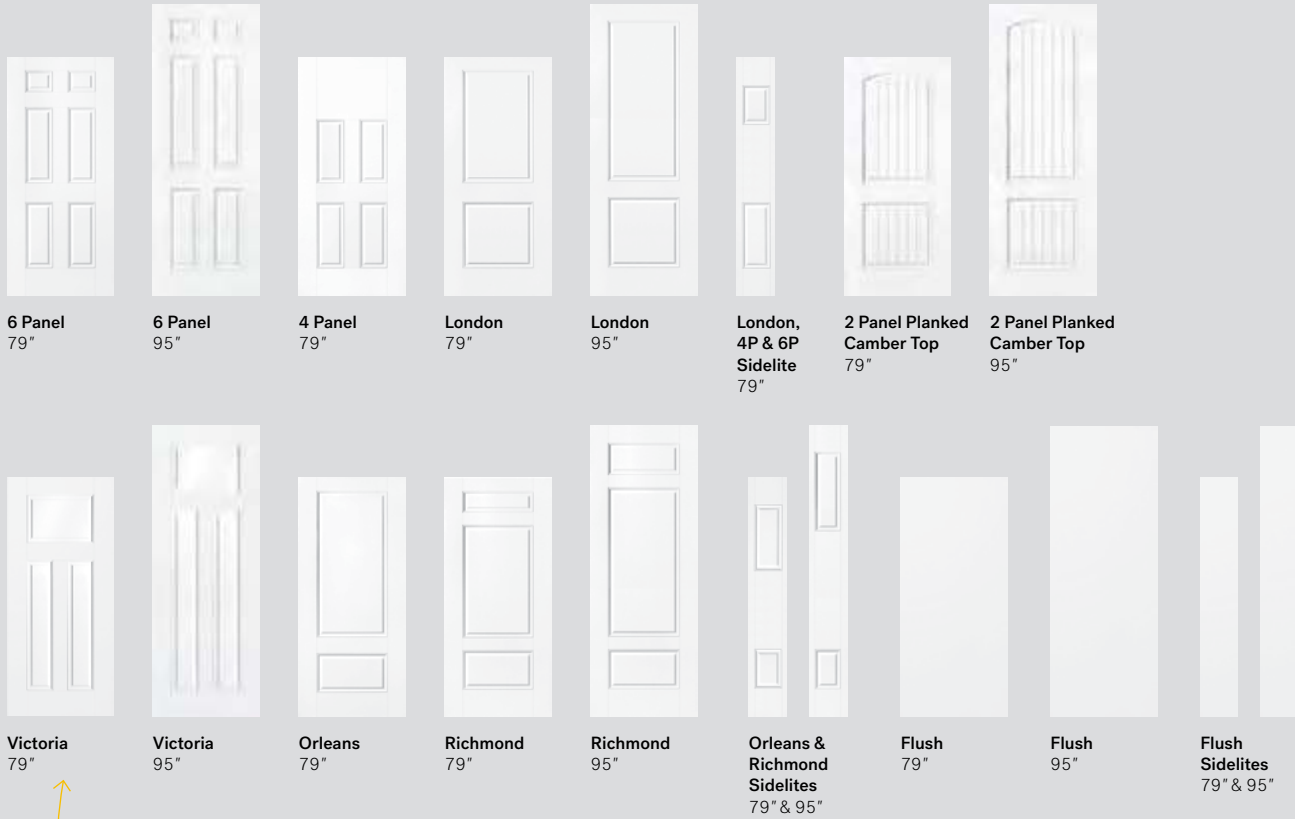 6 Panel
79″
6 Panel
95″
4 Panel
79″
London
79″
London
95″
London,
4P & 6P
Sidelite
79″
2 Panel Planked
Camber Top
79″
2 Panel Planked
Camber Top
95″
Victoria
79″
Victoria
95″
Orleans
79″
Richmond
79″
Richmond
95″
Orleans &
Richmond
Sidelites
79″& 95″
Flush
79″
Flush
95″
Flush
Sidelites
79″& 95″